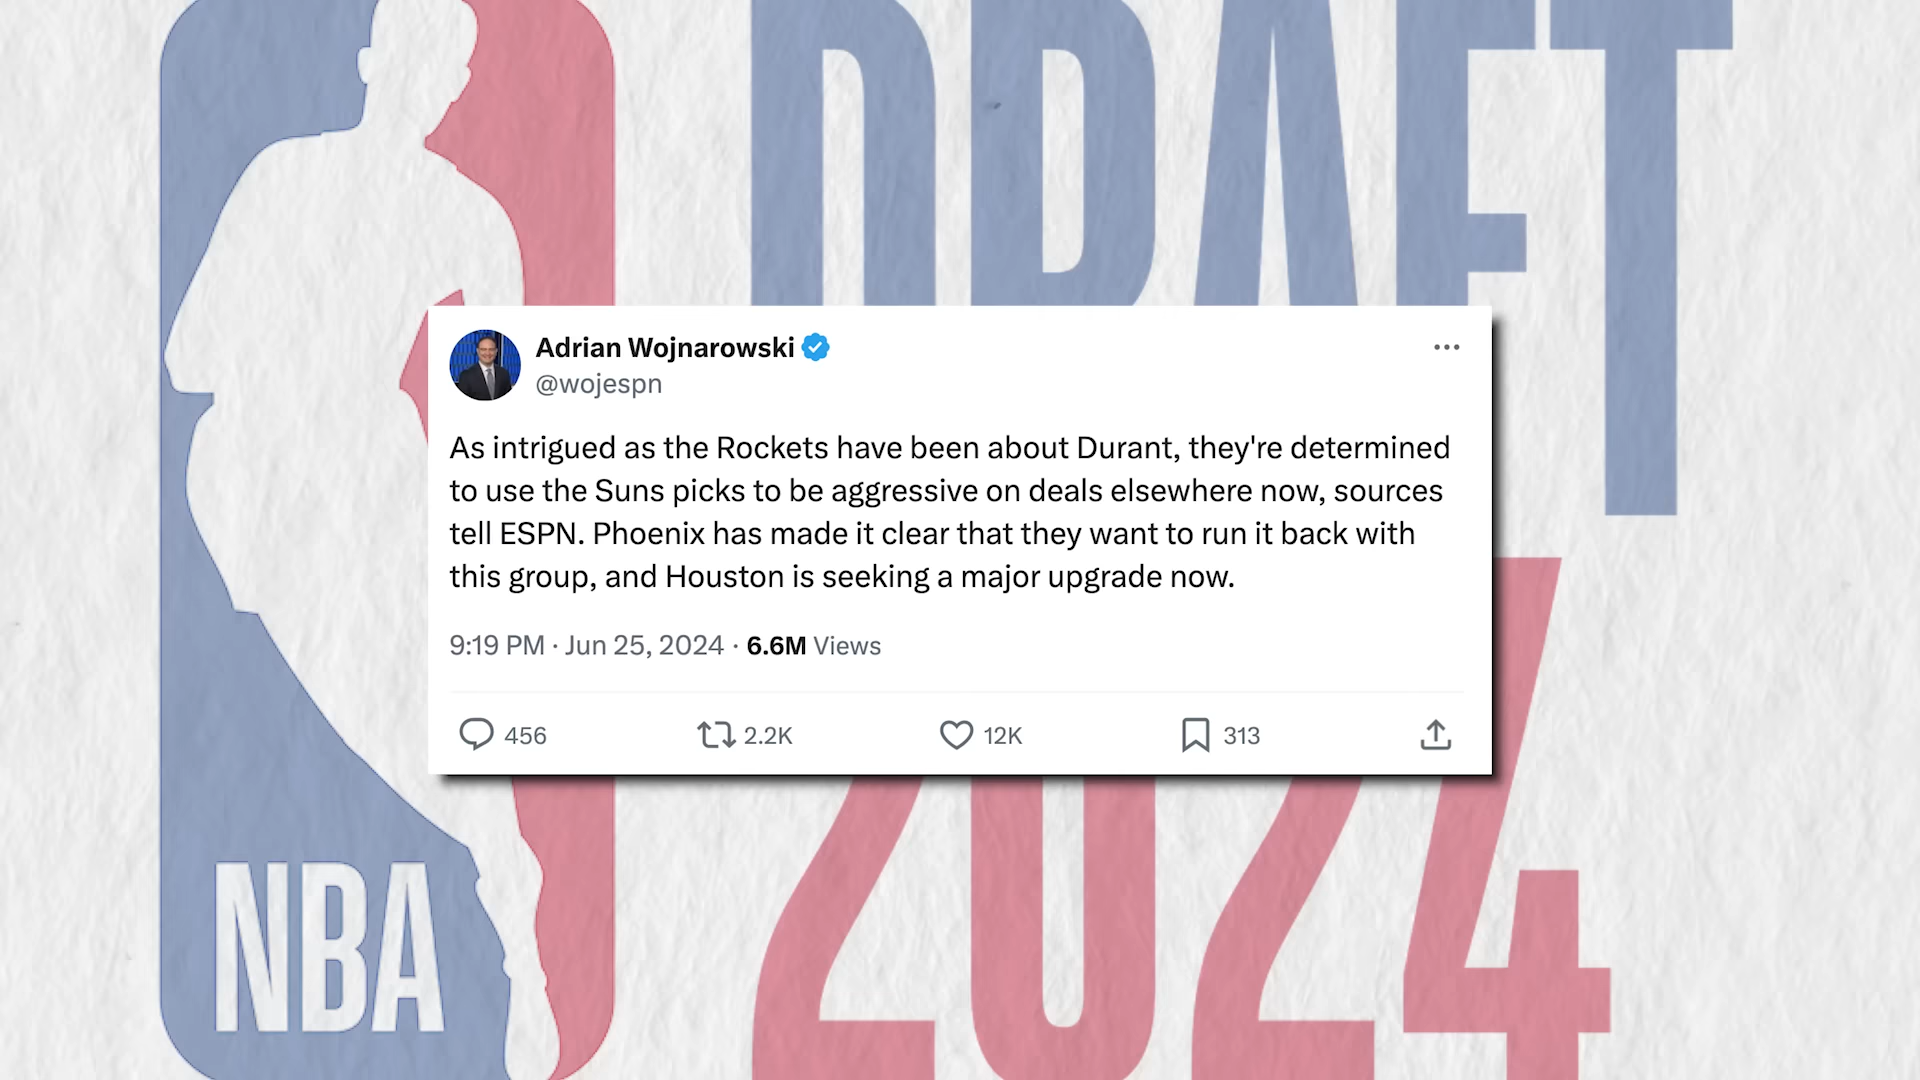 DRAFT
Adrian Wojnarowski
@wojespn
As intrigued as the Rockets have been about Durant, they're determined
to use the Suns picks to be aggressive on deals elsewhere now, sources
tell ESPN. Phoenix has made it clear that they want to run it back with
this group, and Houston is seeking a major upgrade now.
9:19 PM · Jun 25, 2024 · 6.6M Views
456 2.2K 12K 313
2024
NBA